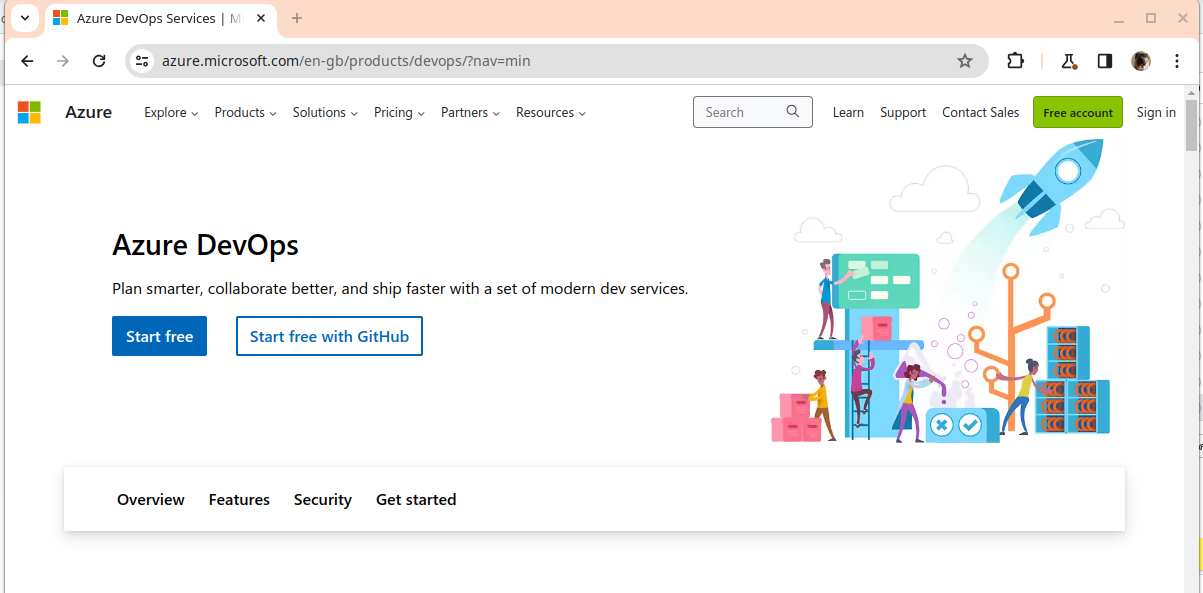 Azure DevOps Services | Mi
azure.microsoft.com/en-gb/products/devops/?nav=min
Azure Explore Products Solutions Pricing Partners Resources Search Learn Support Contact Sales Free account Sign in
Azure DevOps
Plan smarter, collaborate better, and ship faster with a set of modern dev services.
Start free Start free with GitHub
Overview Features Security Get started